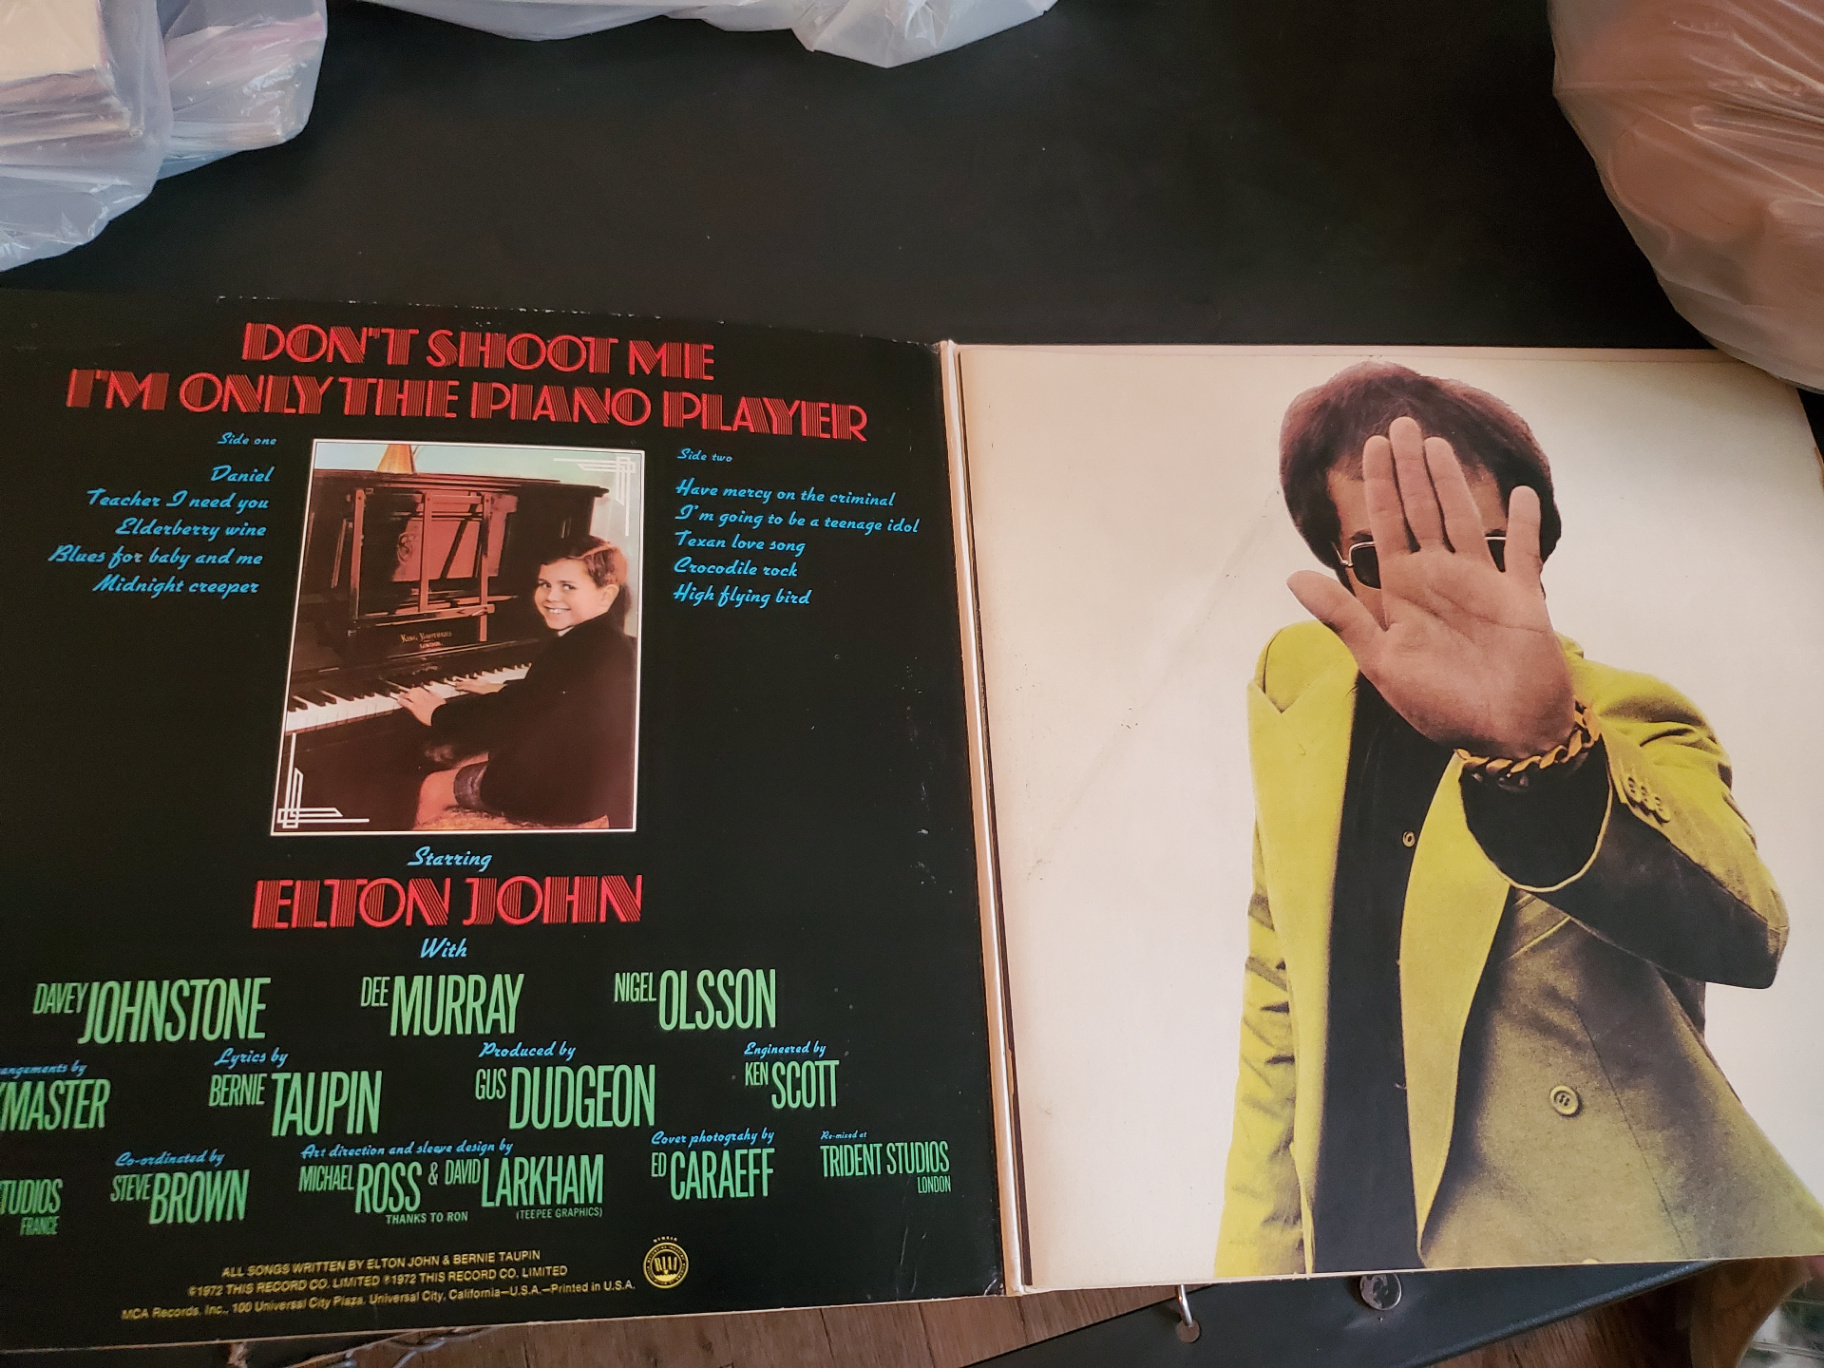 DON'T SHOOT ME
I'M ONLY THE PIANO PLAYER
Side one
Daniel
Teacher I need you
Elderberry wine
Blues for baby and me
Midnight creeper
Side two
Have mercy on the criminal
I'm going to be a teenage idol
Texan love song
Crocodile rock
High flying bird
LONDON
Starring
ELTON JOHN
With
DAVEY JOHNSTONE DEE MURRAY NIGEL OLSSON
angements by Lyrics by Produced by Engineered by
KMASTER BERNIE TAUPIN GUS DUDGEON KEN SCOTT
Co-ordinated by Art direction and sleeve design by Cover photograhy by Re-mixed at
TUDIOS STEVE BROWN MICHAEL ROSS & DAVID LARKHAM ED CARAEFF TRIDENT STUDIOS
FRANCE THANKS TO RON (TEEPEE GRAPHICS) LONDON
ALL SONGS WRITTEN BY ELTON JOHN & BERNIE TAUPIN
©1972 THIS RECORD CO. LIMITED ℗1972 THIS RECORD CO. LIMITED
MCA Records, Inc., 100 Universal City Plaza, Universal City, California—U.S.A.—Printed in U.S.A.